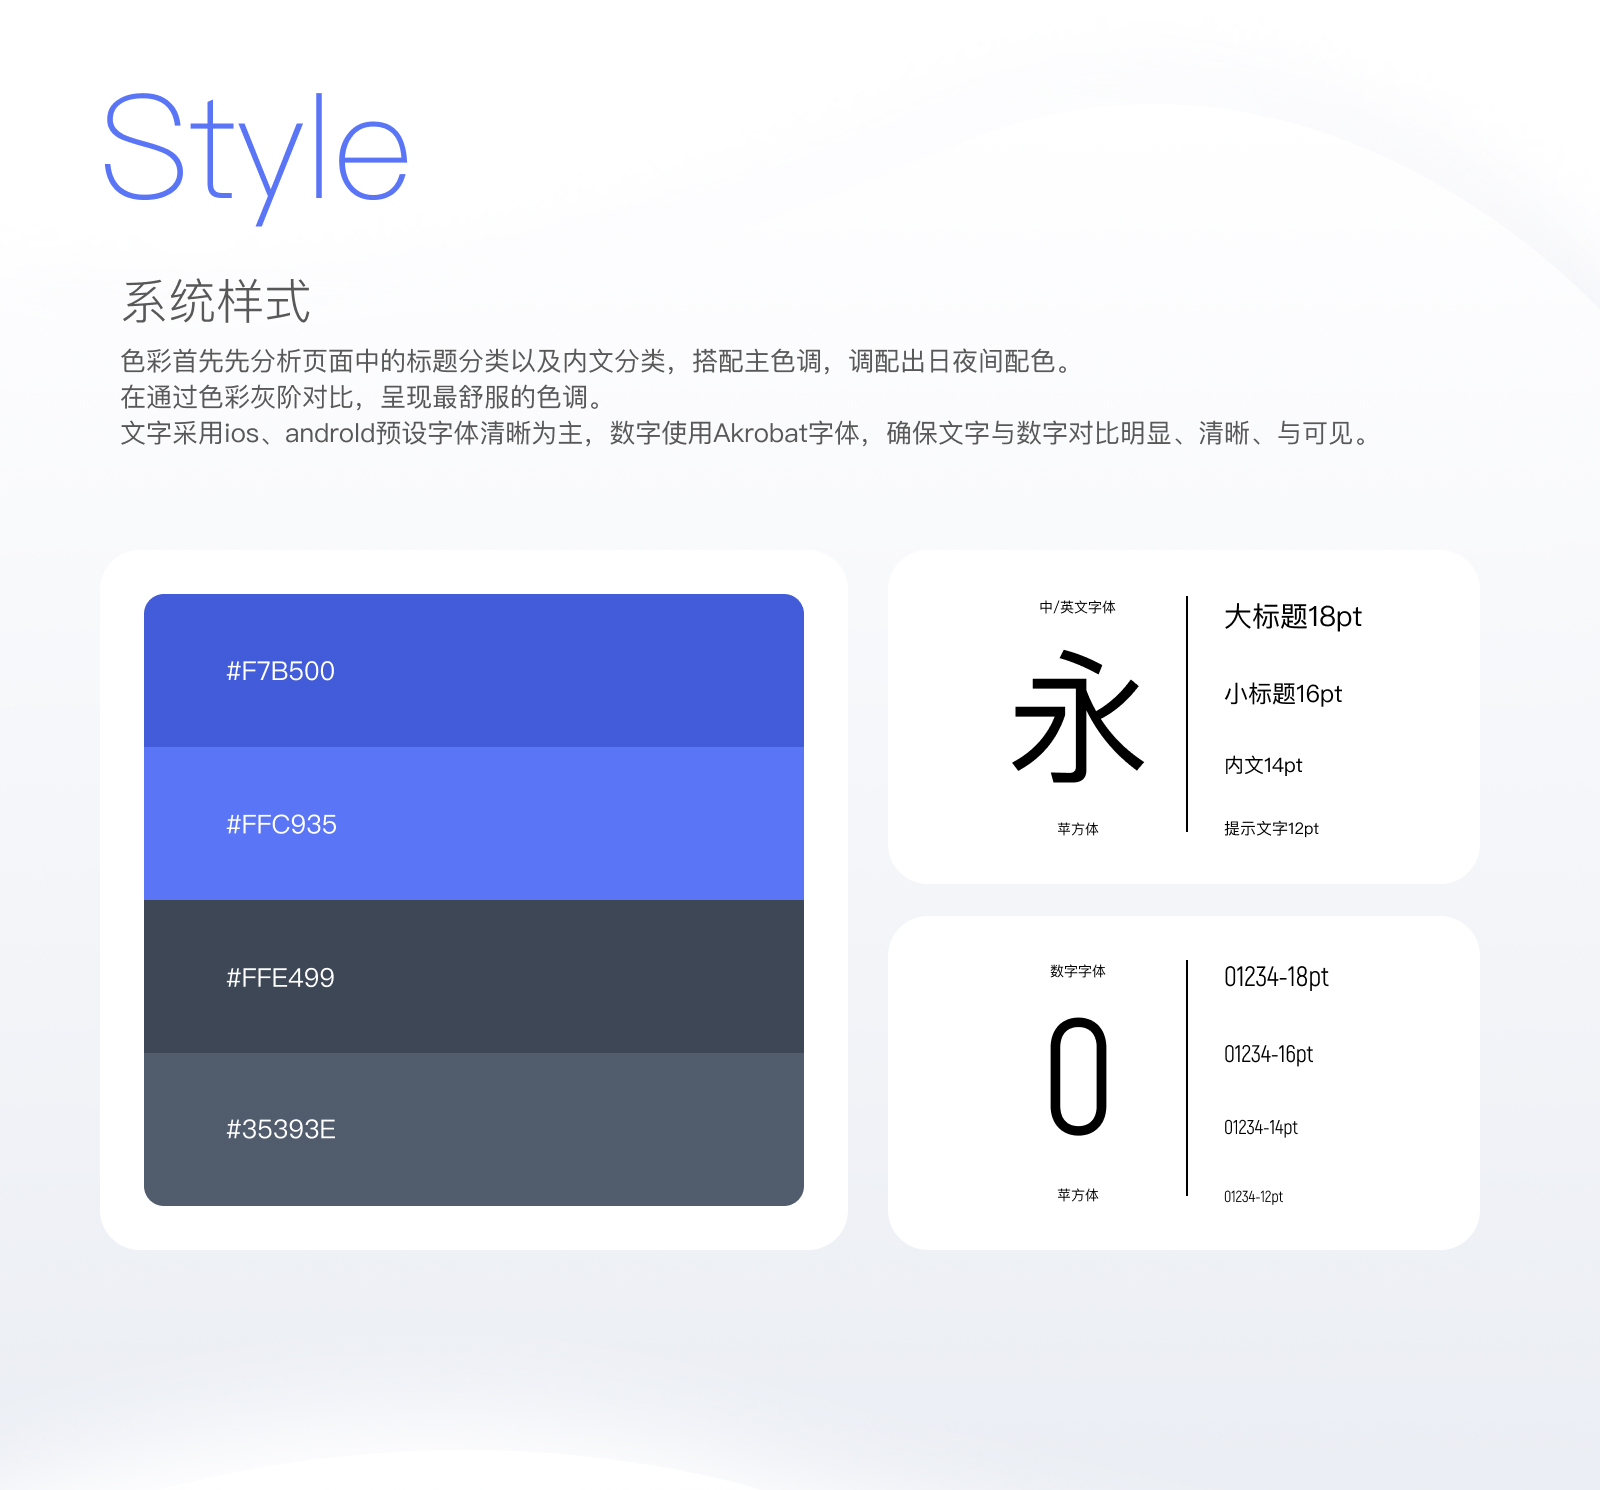 Style
系统样式
色彩首先先分析页面中的标题分类以及内文分类，搭配主色调，调配出日夜间配色。
在通过色彩灰阶对比，呈现最舒服的色调。
文字采用ios、androld预设字体清晰为主，数字使用Akrobat字体，确保文字与数字对比明显、清晰、与可见。
#F7B500
#FFC935
#FFE499
#35393E
中/英文字体
永
苹方体
大标题18pt
小标题16pt
内文14pt
提示文字12pt
数字字体
0
苹方体
01234-18pt
01234-16pt
01234-14pt
01234-12pt